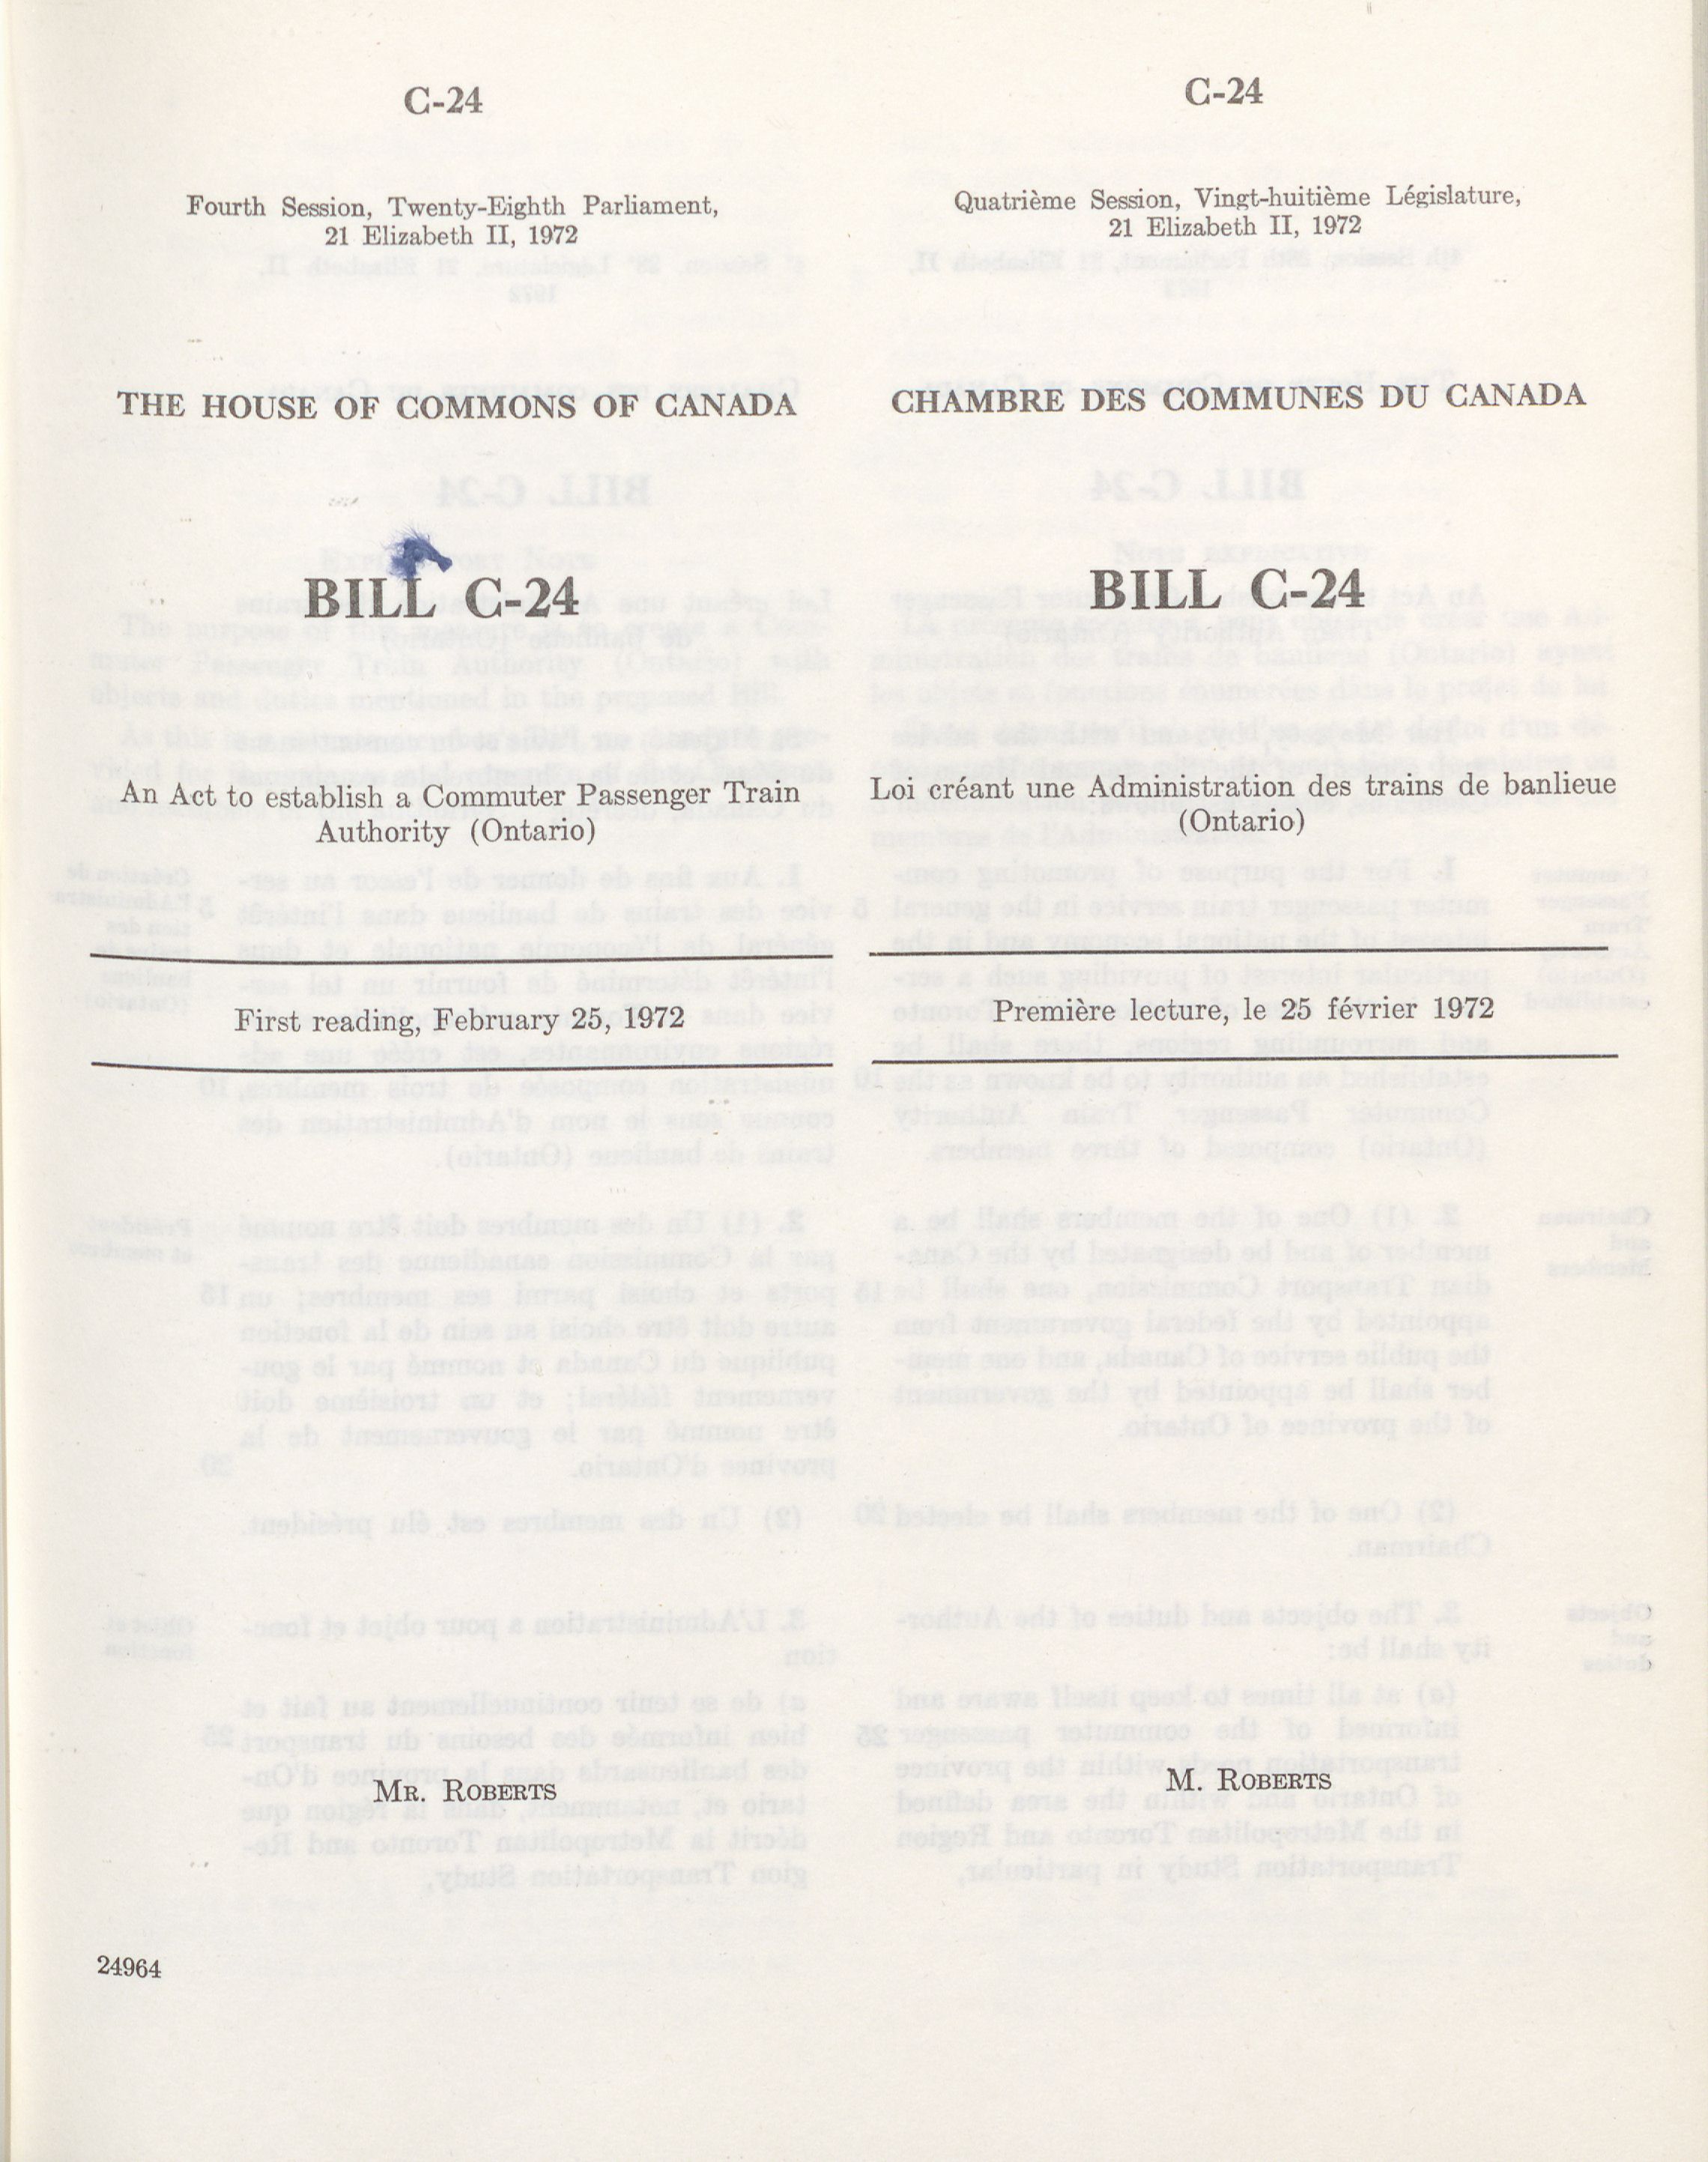 C-24
Fourth Session, Twenty-Eighth Parliament,
21 Elizabeth II, 1972
THE HOUSE OF COMMONS OF CANADA
BILL C-24
An Act to establish a Commuter Passenger Train
Authority (Ontario)
First reading, February 25, 1972
MR. ROBERTS
24964
C-24
Quatrième Session, Vingt-huitième Législature,
21 Elizabeth II, 1972
CHAMBRE DES COMMUNES DU CANADA
BILL C-24
Loi créant une Administration des trains de banlieue
(Ontario)
Première lecture, le 25 février 1972
M. ROBERTS